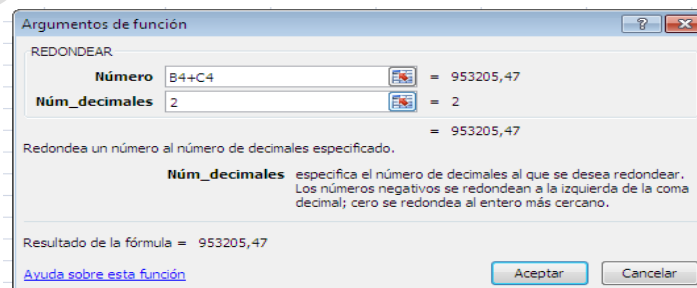 Argumentos de función
REDONDEAR
Número B4+C4 = 953205,47
Núm_decimales 2 = 2
= 953205,47
Redondea un número al número de decimales especificado.
Núm_decimales especifica el número de decimales al que se desea redondear.
Los números negativos se redondean a la izquierda de la coma
decimal; cero se redondea al entero más cercano.
Resultado de la fórmula = 953205,47
Ayuda sobre esta función Aceptar Cancelar